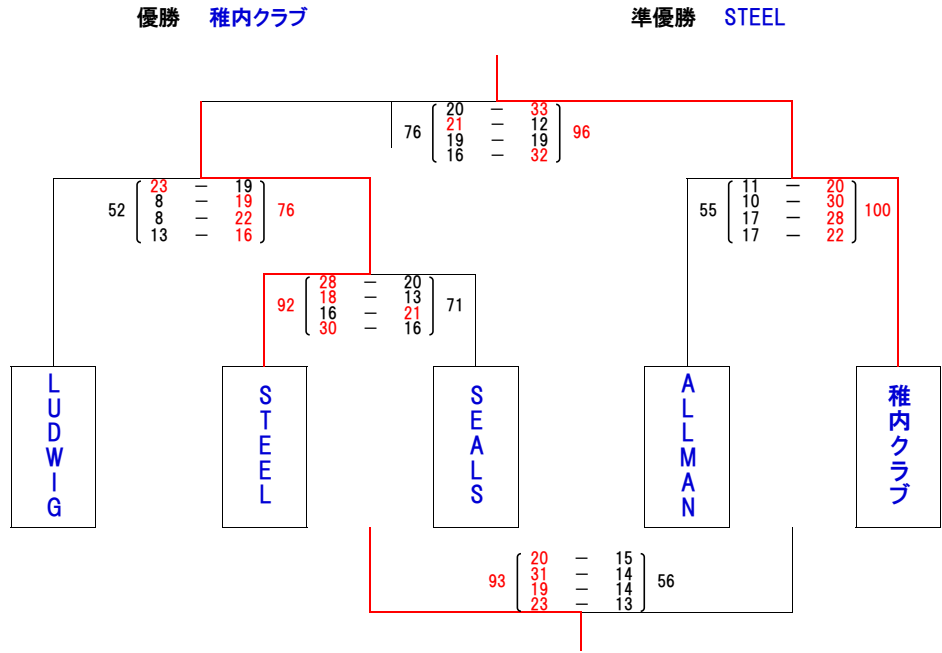 優勝 稚内クラブ 準優勝 STEEL
20 － 33
76 21 － 12 96
19 － 19
16 － 32
23 － 19
52 8 － 19 76
8 － 22
13 － 16
11 － 20
55 10 － 30 100
17 － 28
17 － 22
28 － 20
92 18 － 13 71
16 － 21
30 － 16
LUDWIG
STEEL
SEALS
ALLMAN
稚内クラブ
20 － 15
93 31 － 14 56
19 － 14
23 － 13